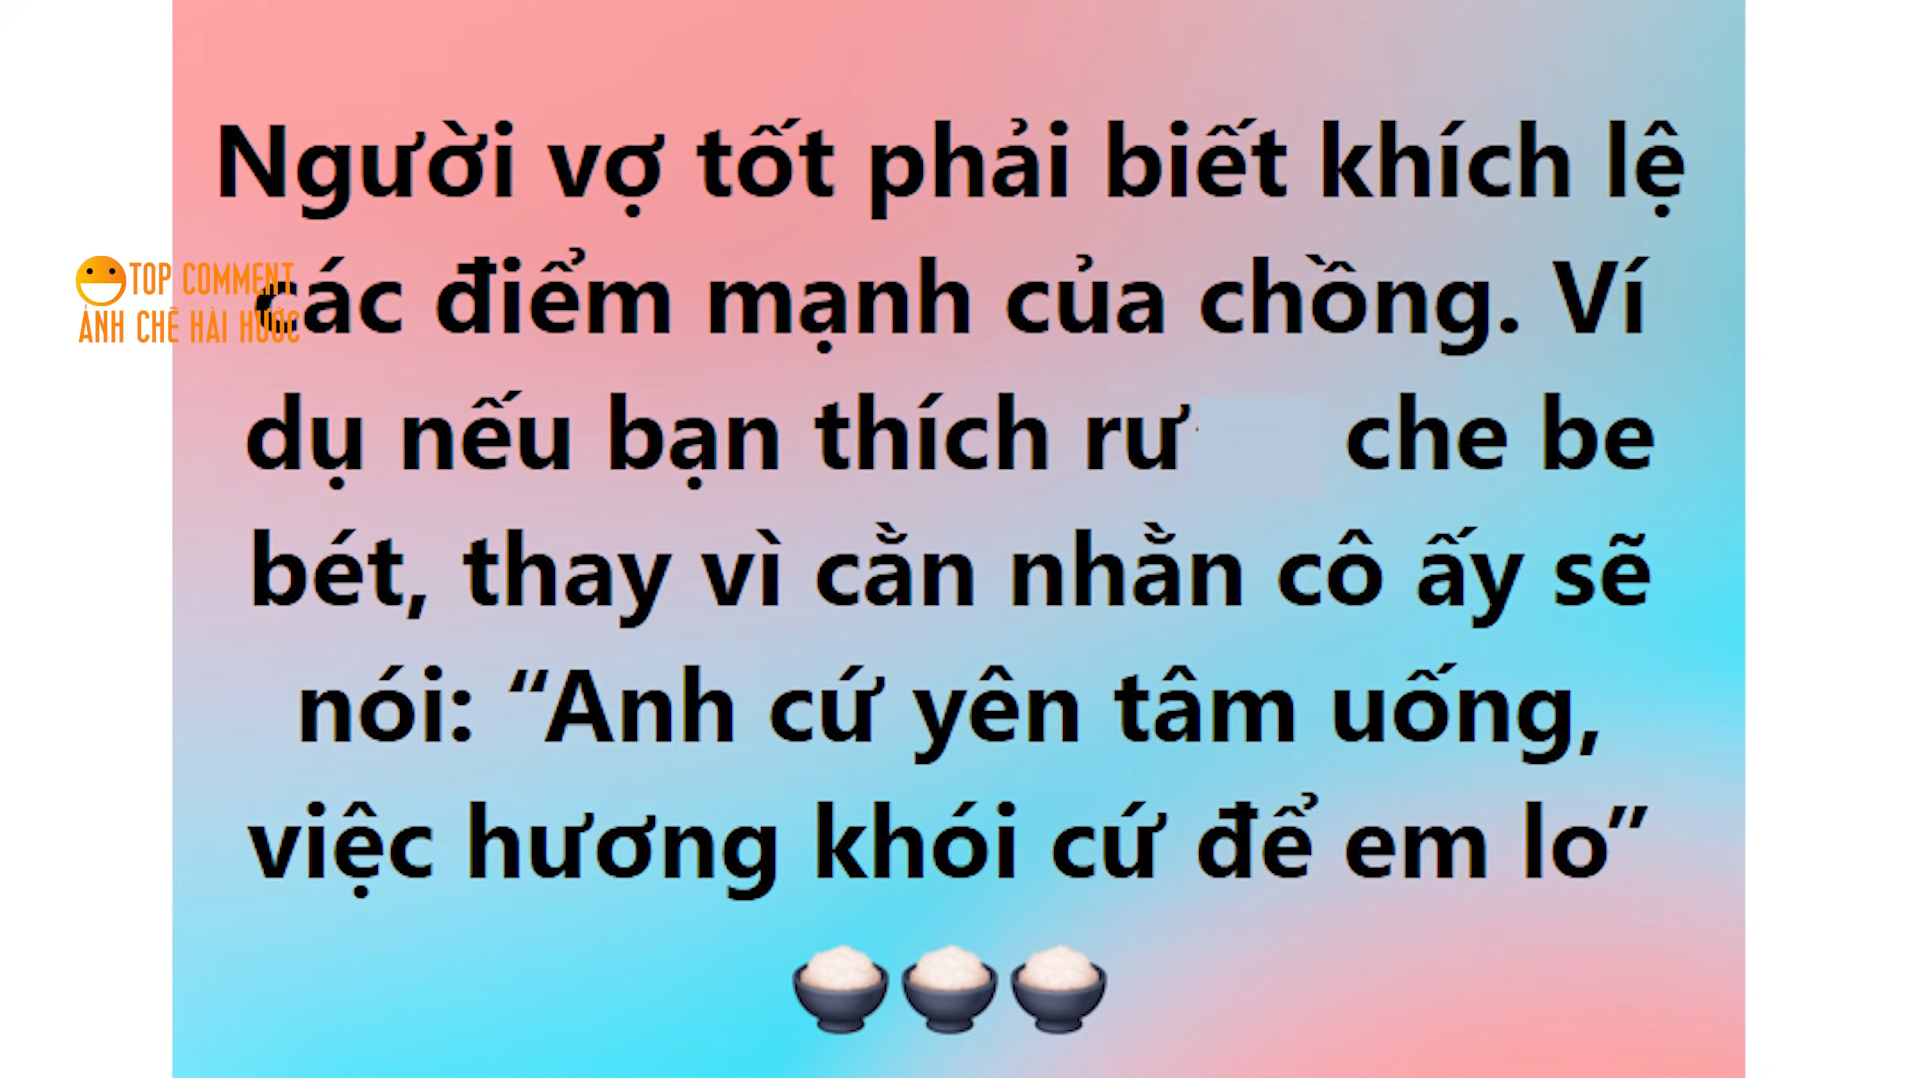 Người vợ tốt phải biết khích lệ
TOP COMMENT
ẢNH CHẾ HÀI HƯỚC
các điểm mạnh của chồng. Ví
dụ nếu bạn thích rư che be
bét, thay vì cằn nhằn cô ấy sẽ
nói: “Anh cứ yên tâm uống,
việc hương khói cứ để em lo”